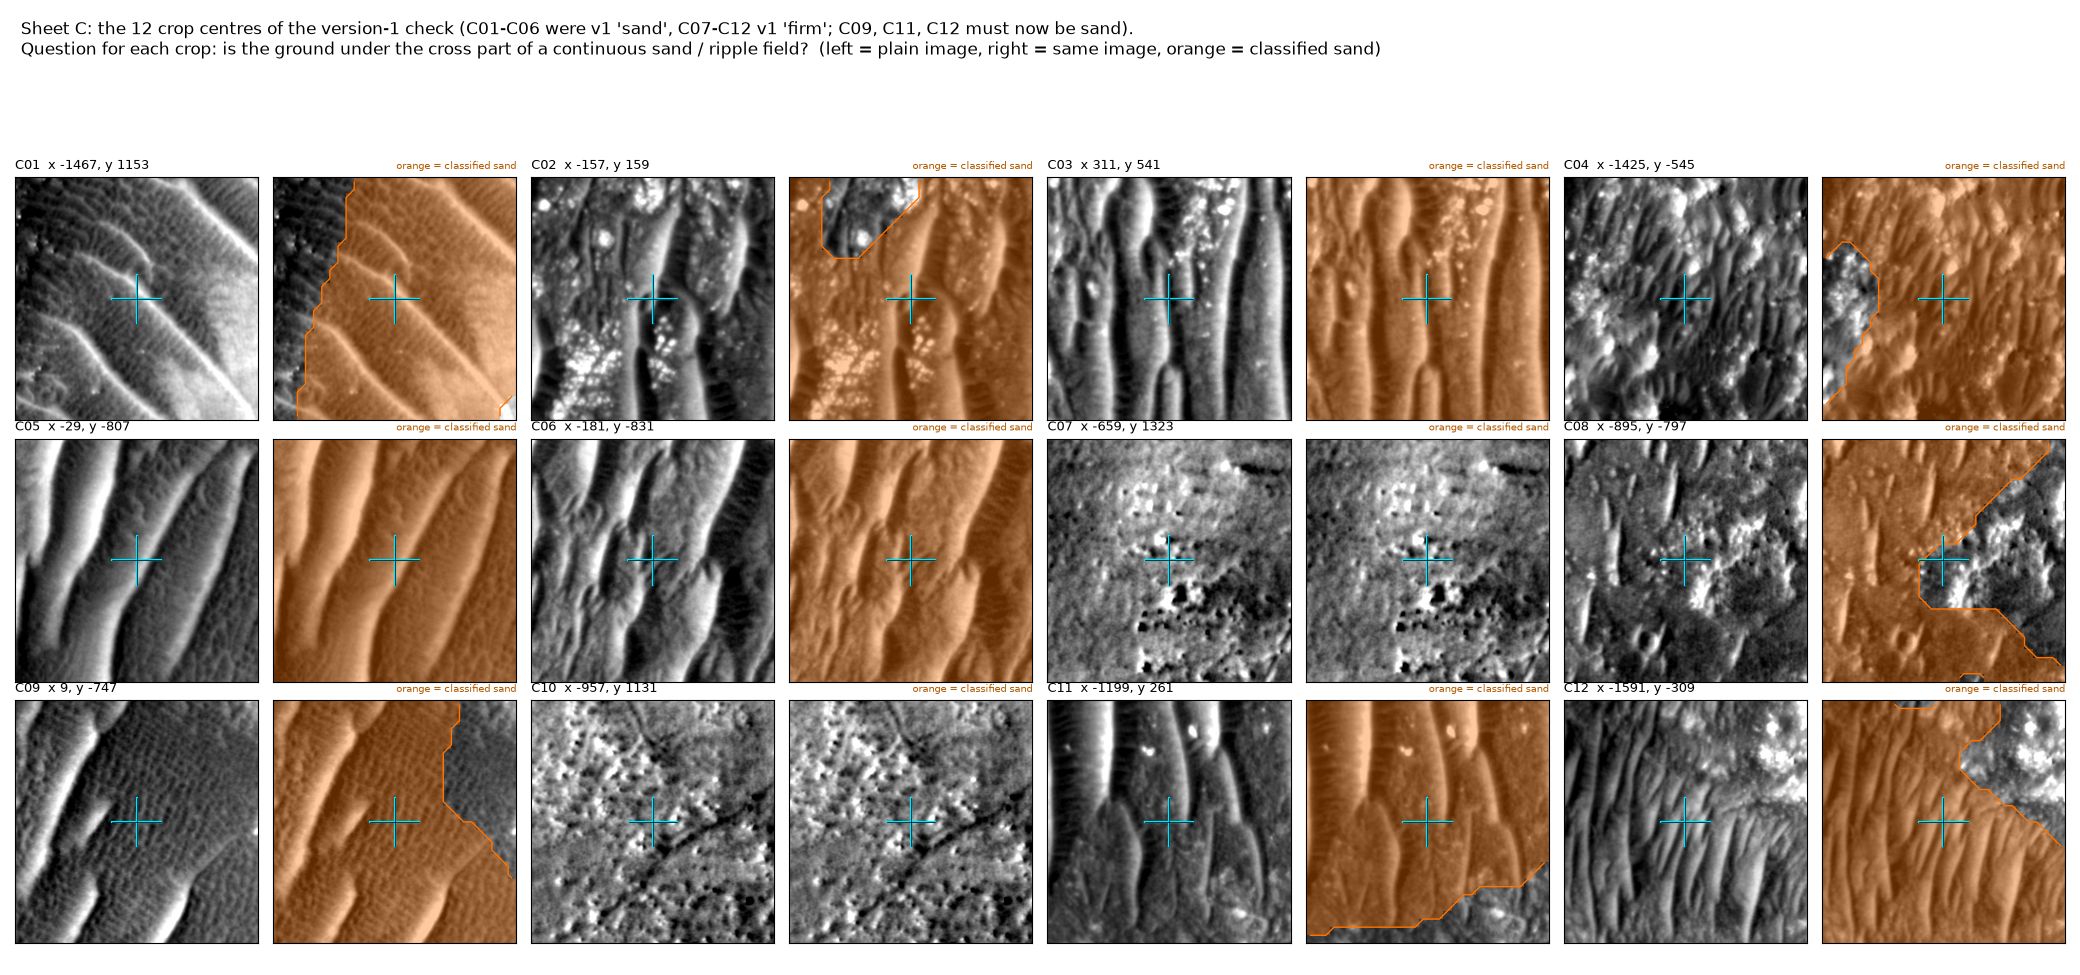 Sheet C: the 12 crop centres of the version-1 check (C01-C06 were v1 'sand', C07-C12 v1 'firm'; C09, C11, C12 must now be sand).
Question for each crop: is the ground under the cross part of a continuous sand / ripple field?  (left = plain image, right = same image, orange = classified sand)
C01  x -1467, y 1153
orange = classified sand
C02  x -157, y 159
orange = classified sand
C03  x 311, y 541
orange = classified sand
C04  x -1425, y -545
orange = classified sand
C05  x -29, y -807
orange = classified sand
C06  x -181, y -831
orange = classified sand
C07  x -659, y 1323
orange = classified sand
C08  x -895, y -797
orange = classified sand
C09  x 9, y -747
orange = classified sand
C10  x -957, y 1131
orange = classified sand
C11  x -1199, y 261
orange = classified sand
C12  x -1591, y -309
orange = classified sand